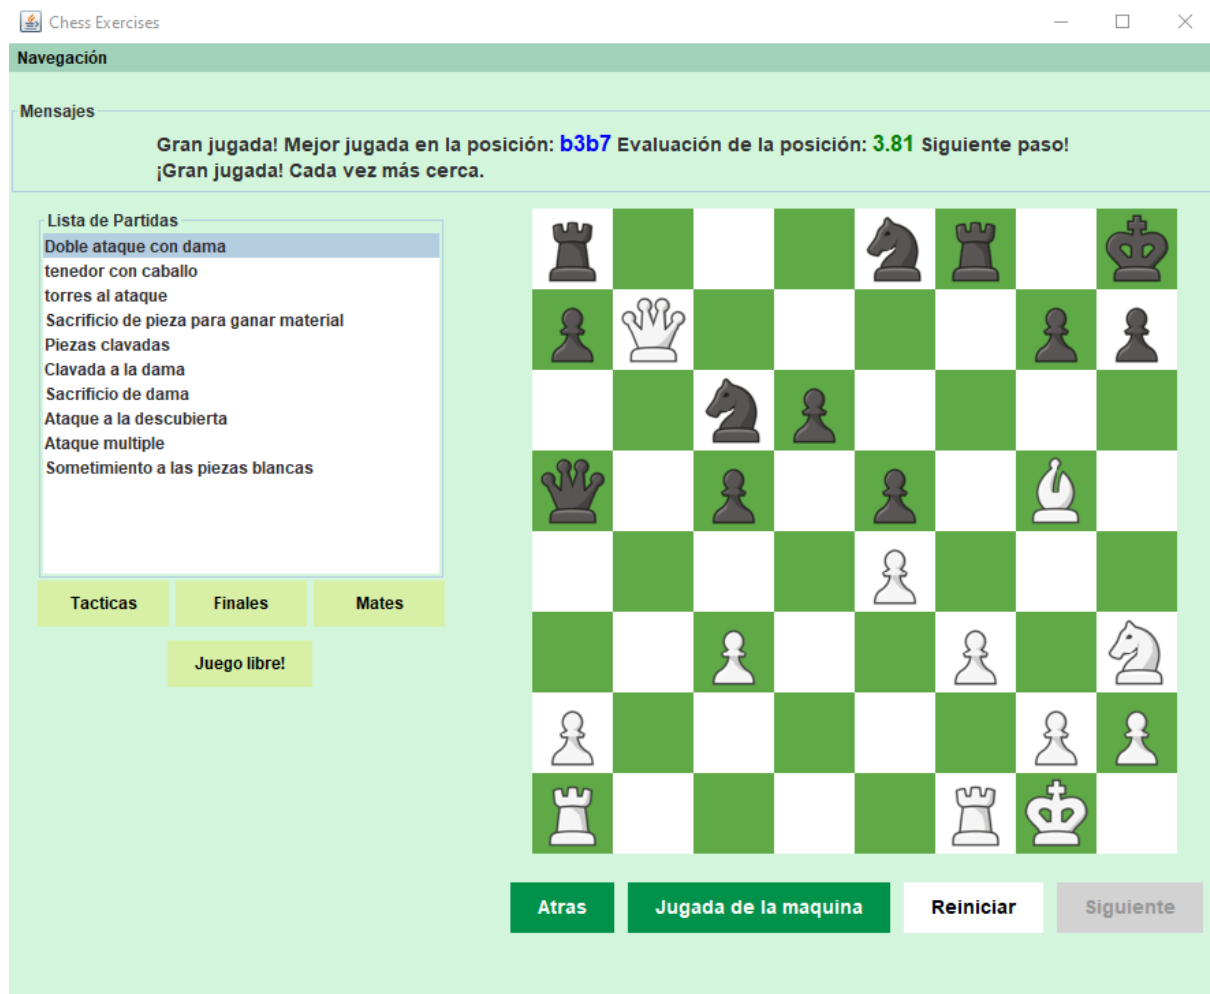 Chess Exercises
Navegación
Mensajes
Gran jugada! Mejor jugada en la posición: b3b7 Evaluación de la posición: 3.81 Siguiente paso!
¡Gran jugada! Cada vez más cerca.
Lista de Partidas
Doble ataque con dama
tenedor con caballo
torres al ataque
Sacrificio de pieza para ganar material
Piezas clavadas
Clavada a la dama
Sacrificio de dama
Ataque a la descubierta
Ataque multiple
Sometimiento a las piezas blancas
Tacticas
Finales
Mates
Juego libre!
Atras
Jugada de la maquina
Reiniciar
Siguiente